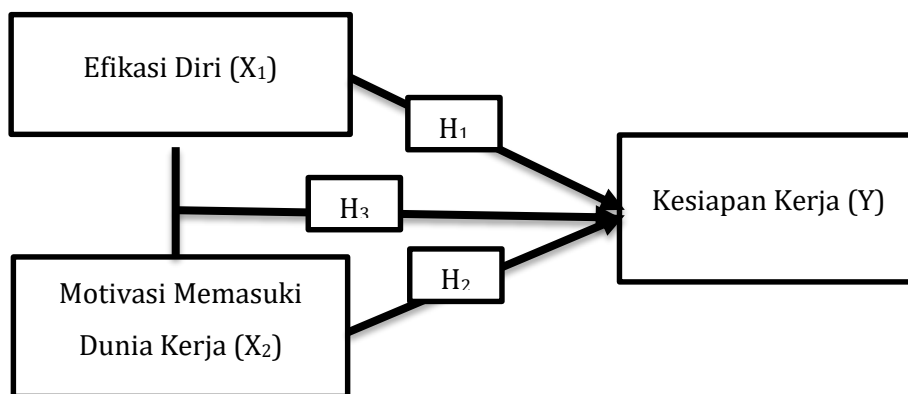 Efikasi Diri (X₁)
H₁
Kesiapan Kerja (Y)
H₃
Motivasi Memasuki
Dunia Kerja (X₂)
H₂